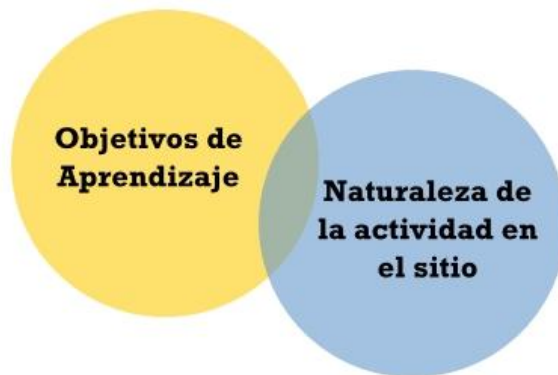 Objetivos de
Aprendizaje
Naturaleza de
la actividad en
el sitio